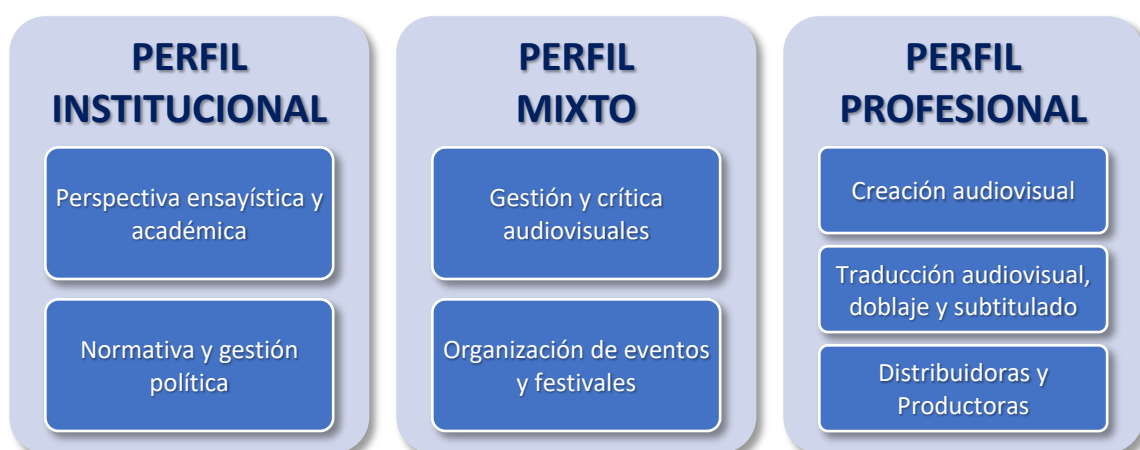 PERFIL
INSTITUCIONAL
Perspectiva ensayística y
académica
Normativa y gestión
política
PERFIL
MIXTO
Gestión y crítica
audiovisuales
Organización de eventos
y festivales
PERFIL
PROFESIONAL
Creación audiovisual
Traducción audiovisual,
doblaje y subtitulado
Distribuidoras y
Productoras